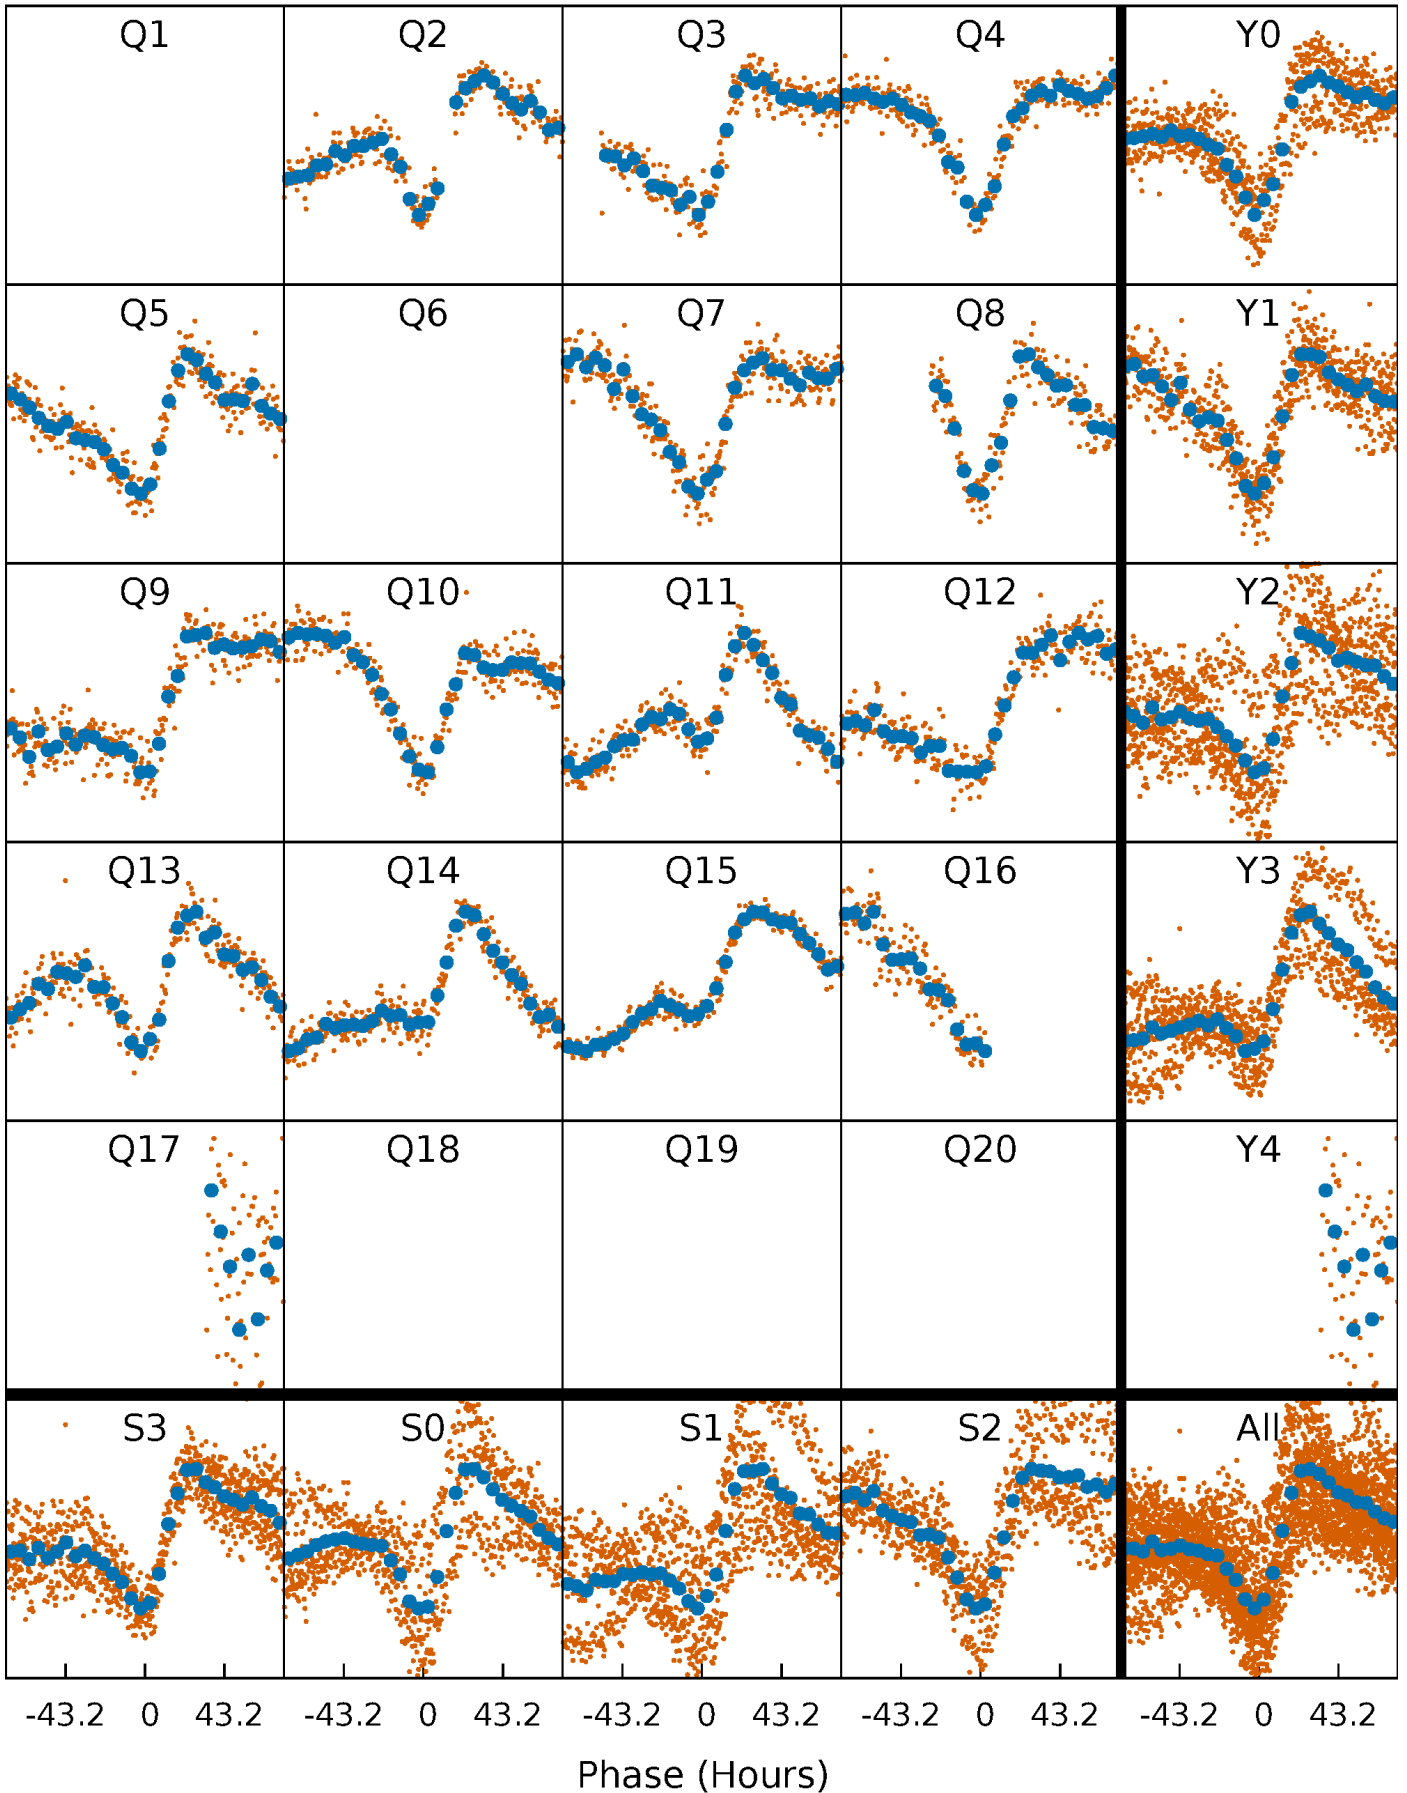 Q1 Q2 Q3 Q4 Y0
Q5 Q6 Q7 Q8 Y1
Q9 Q10 Q11 Q12 Y2
Q13 Q14 Q15 Q16 Y3
Q17 Q18 Q19 Q20 Y4
S3 S0 S1 S2 All
-43.2 0 43.2 -43.2 0 43.2 -43.2 0 43.2 -43.2 0 43.2 -43.2 0 43.2
Phase (Hours)